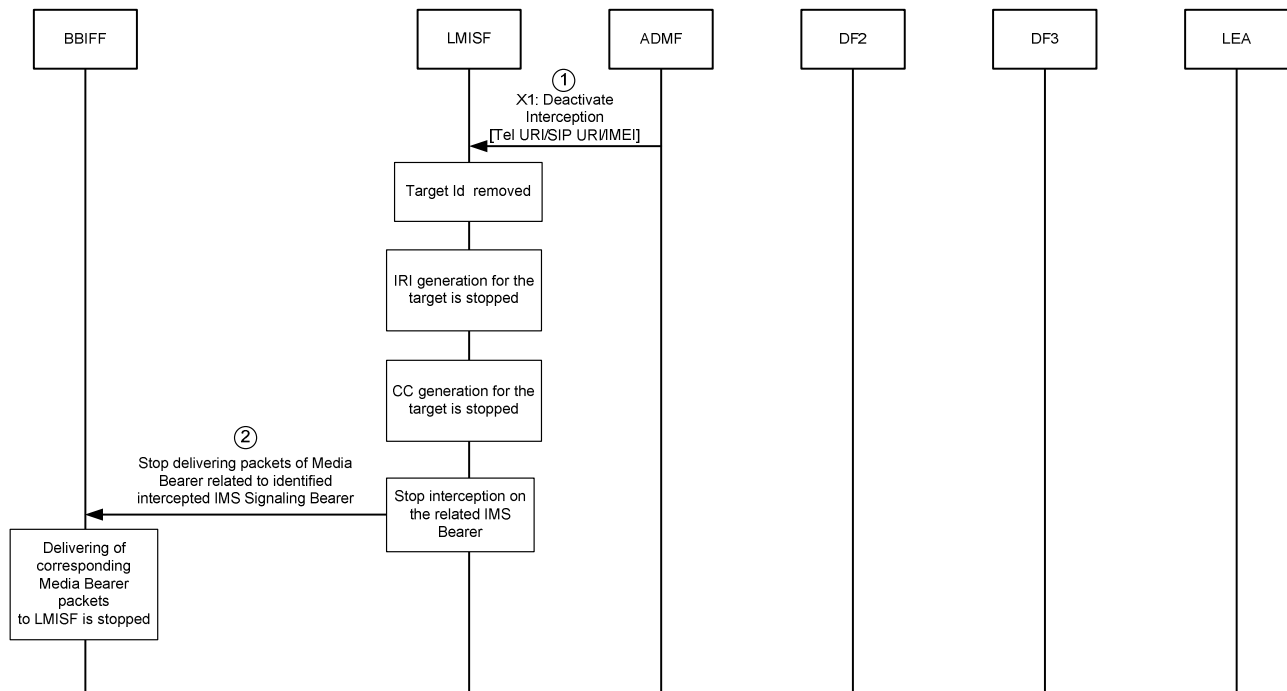 BBIFF
LMISF
ADMF
DF2
DF3
LEA
1
X1: Deactivate
Interception
[Tel URI/SIP URI/IMEI]
Target Id removed
IRI generation for the
target is stopped
CC generation for the
target is stopped
2
Stop delivering packets of Media
Bearer related to identified
intercepted IMS Signaling Bearer
Stop interception on
the related IMS
Bearer
Delivering of
corresponding
Media Bearer
packets
to LMISF is stopped